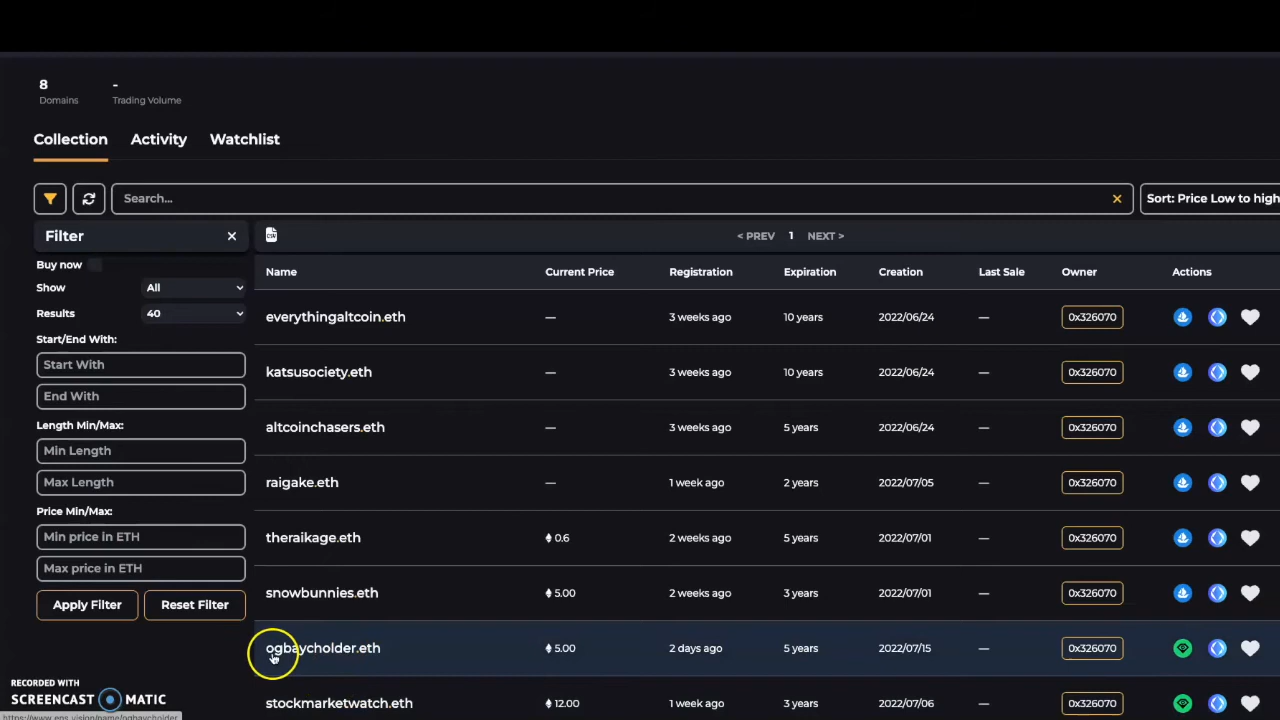 8 -
Domains Trading Volume
Collection Activity Watchlist
Search... Sort: Price Low to high
Filter CSV < PREV 1 NEXT >
Buy now
Show All
Results 40
Start/End With:
Start With
End With
Length Min/Max:
Min Length
Max Length
Price Min/Max:
Min price in ETH
Max price in ETH
Apply Filter Reset Filter
Name Current Price Registration Expiration Creation Last Sale Owner Actions
everythingaltcoin.eth — 3 weeks ago 10 years 2022/06/24 — 0x326070
katsusociety.eth — 3 weeks ago 10 years 2022/06/24 — 0x326070
altcoinchasers.eth — 3 weeks ago 5 years 2022/06/24 — 0x326070
raigake.eth — 1 week ago 2 years 2022/07/05 — 0x326070
theraikage.eth 0.6 2 weeks ago 5 years 2022/07/01 — 0x326070
snowbunnies.eth 5.00 2 weeks ago 3 years 2022/07/01 — 0x326070
ogbaycholder.eth 5.00 2 days ago 5 years 2022/07/15 — 0x326070
stockmarketwatch.eth 12.00 1 week ago 3 years 2022/07/06 — 0x326070
RECORDED WITH
SCREENCAST MATIC
https://www.ens.vision/name/ogbaycholder